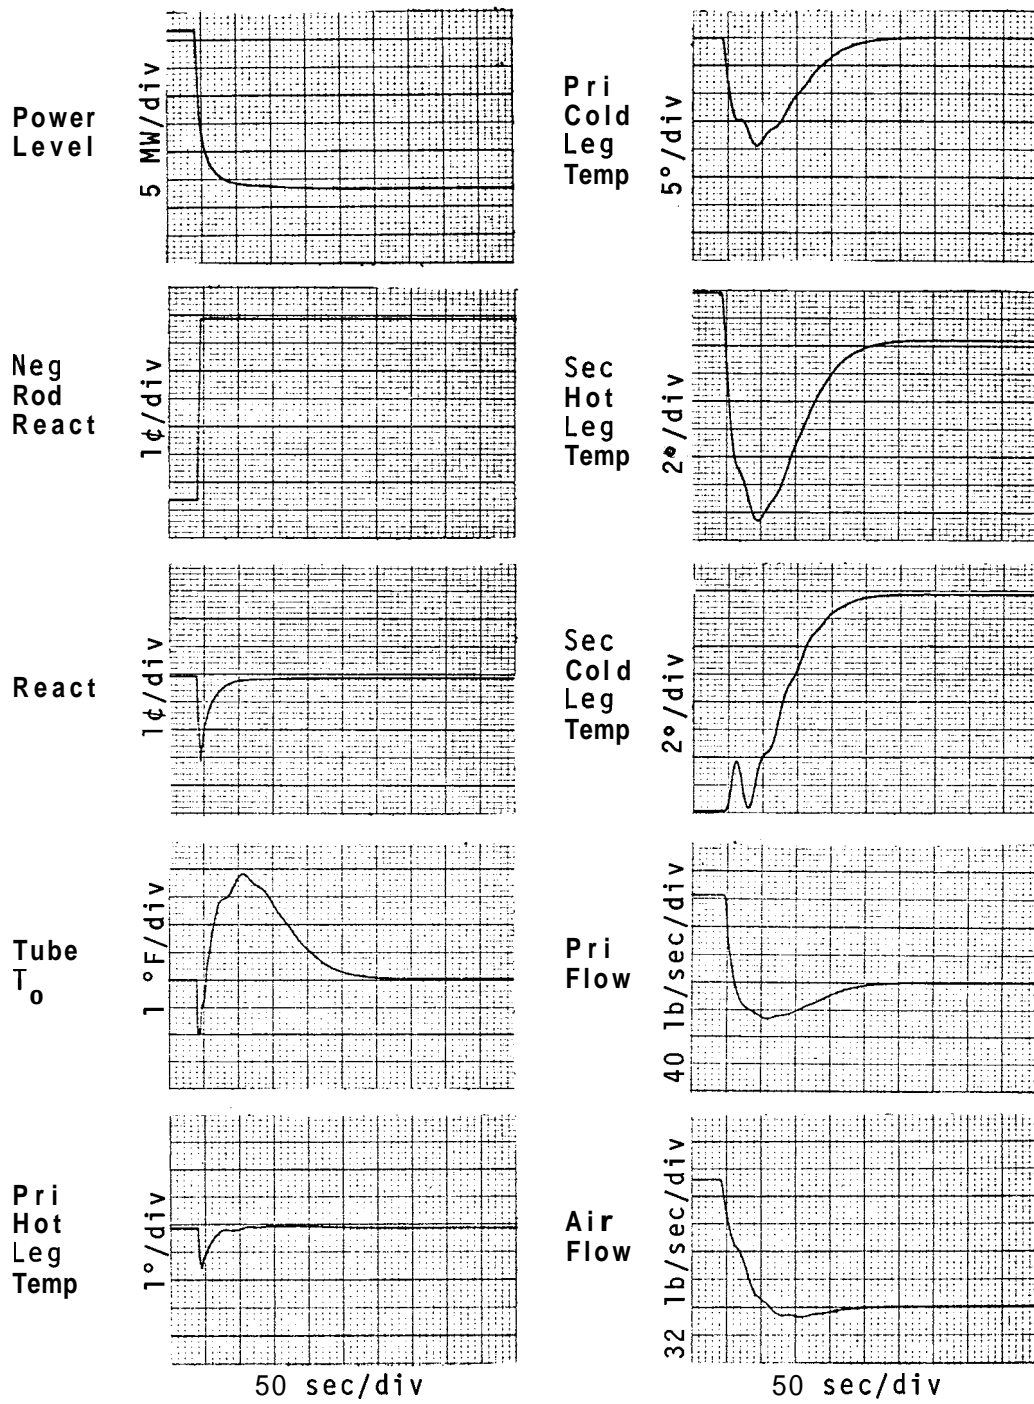 Power
Level
5 MW/div
Neg
Rod
React
1¢/div
React
1¢/div
Tube
To
1 °F/div
Pri
Hot
Leg
Temp
1°/div
50 sec/div
Pri
Cold
Leg
Temp
5°/div
Sec
Hot
Leg
Temp
2°/div
Sec
Cold
Leg
Temp
2°/div
Pri
Flow
40 lb/sec/div
Air
Flow
32 lb/sec/div
50 sec/div